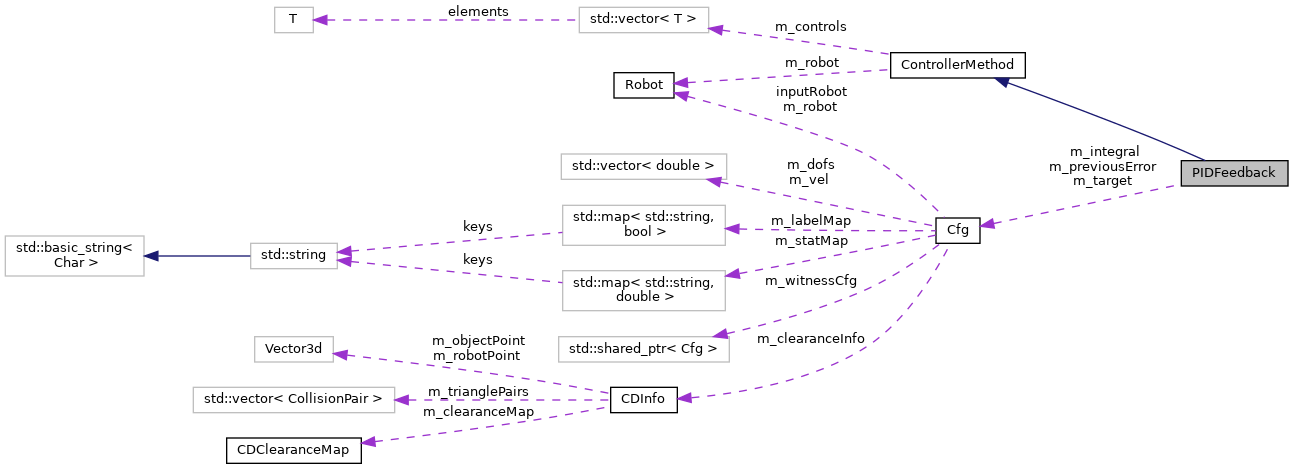 T
elements
std::vector< T >
m_controls
ControllerMethod
m_robot
Robot
inputRobot
m_robot
m_integral
m_previousError
m_target
PIDFeedback
std::vector< double >
m_dofs
m_vel
std::map< std::string,
bool >
m_labelMap
Cfg
keys
m_statMap
std::basic_string<
Char >
std::string
keys
std::map< std::string,
double >
m_witnessCfg
std::shared_ptr< Cfg >
m_clearanceInfo
Vector3d
m_objectPoint
m_robotPoint
std::vector< CollisionPair >
m_trianglePairs
CDInfo
m_clearanceMap
CDClearanceMap